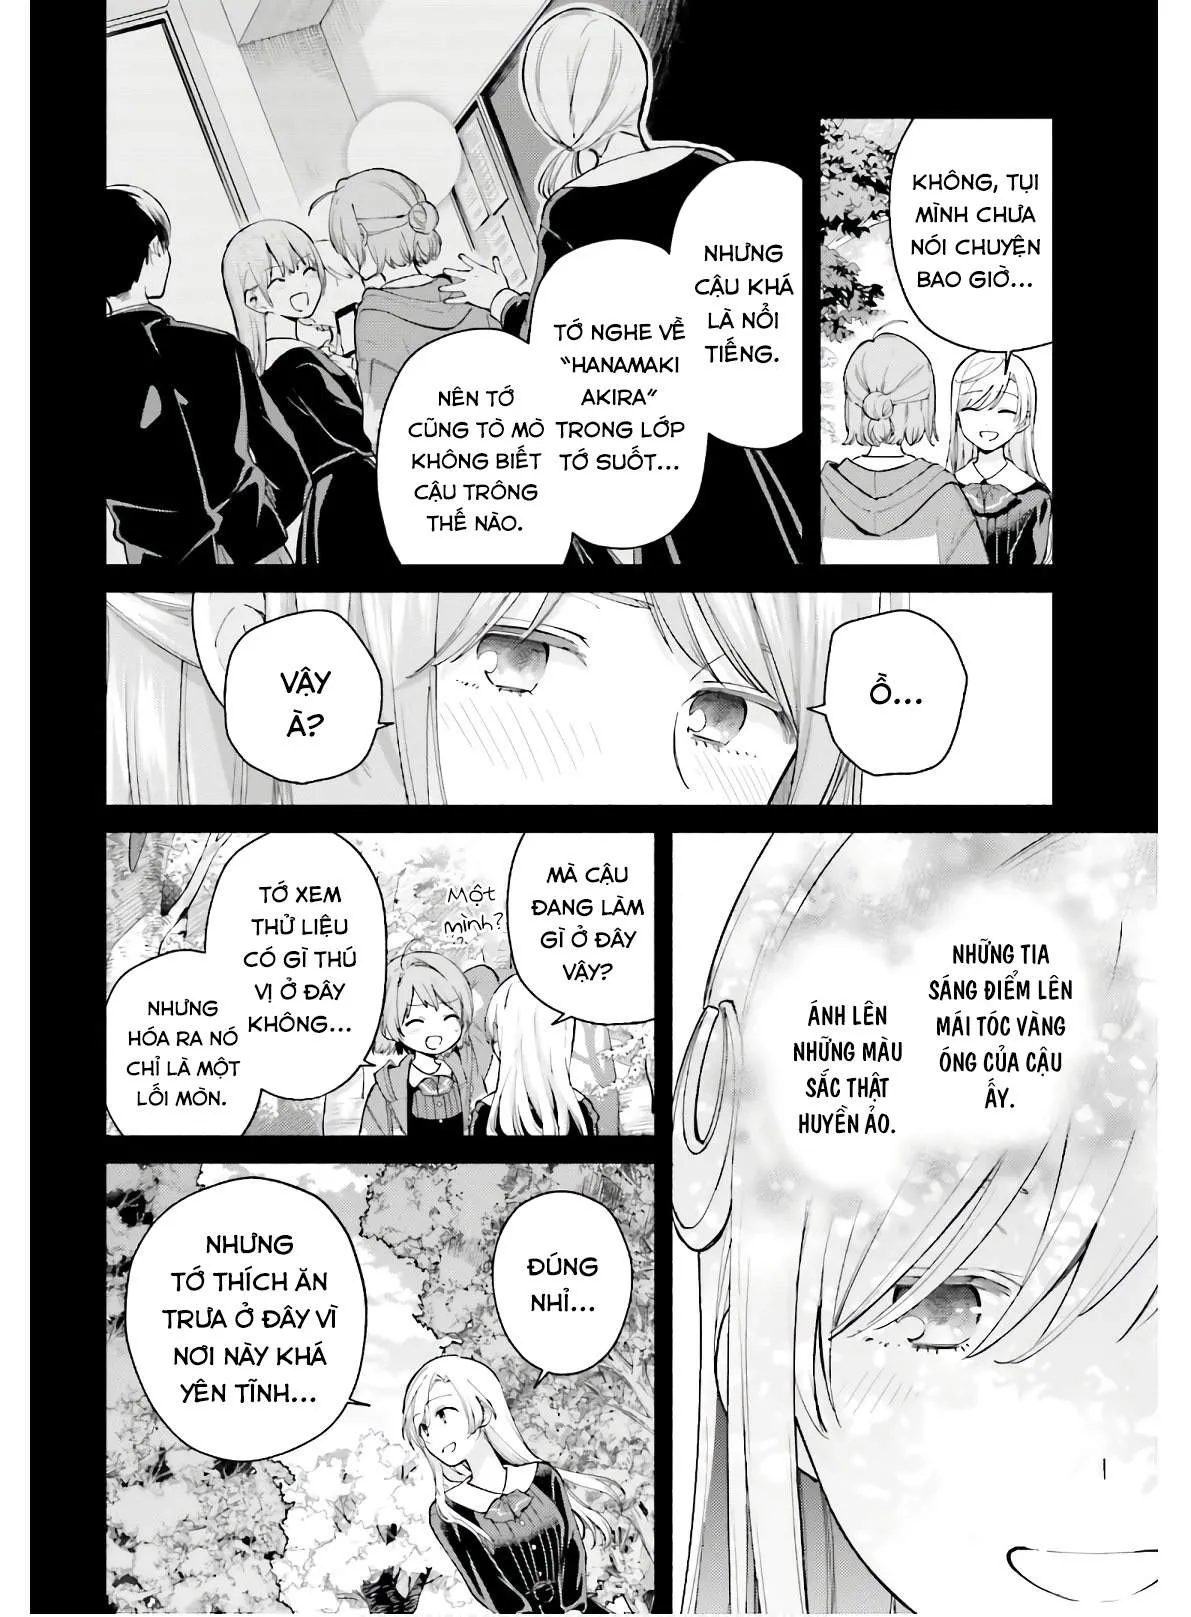 KHÔNG, TỤI
MÌNH CHƯA
NÓI CHUYỆN
BAO GIỜ...
NHƯNG
CẬU KHÁ
LÀ NỔI
TIẾNG.
TỚ NGHE VỀ
“HANAMAKI
AKIRA”
TRONG LỚP
TỚ SUỐT...
NÊN TỚ
CŨNG TÒ MÒ
KHÔNG BIẾT
CẬU TRÔNG
THẾ NÀO.
Ồ...
VẬY
À?
NHỮNG TIA
SÁNG ĐIỂM LÊN
MÁI TÓC VÀNG
ÓNG CỦA CẬU
ẤY.
ÁNH LÊN
NHỮNG MÀU
SẮC THẬT
HUYỀN ẢO.
MÀ CẬU
ĐANG LÀM
GÌ Ở ĐÂY
VẬY?
Một
mình?
TỚ XEM
THỬ LIỆU
CÓ GÌ THÚ
VỊ Ở ĐÂY
KHÔNG...
NHƯNG
HÓA RA NÓ
CHỈ LÀ MỘT
LỐI MÒN.
ĐÚNG
NHỈ...
NHƯNG
TỚ THÍCH ĂN
TRƯA Ở ĐÂY VÌ
NƠI NÀY KHÁ
YÊN TĨNH...